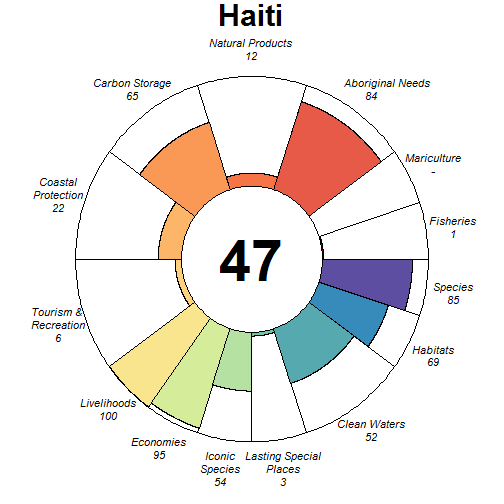 Haiti
Natural Products
12
Carbon Storage
65
Aboriginal Needs
84
Mariculture
-
Coastal
Protection
22
Fisheries
1
47
Species
85
Tourism &
Recreation
6
Habitats
69
Livelihoods
100
Clean Waters
52
Economies
95
Iconic
Species
54
Lasting Special
Places
3